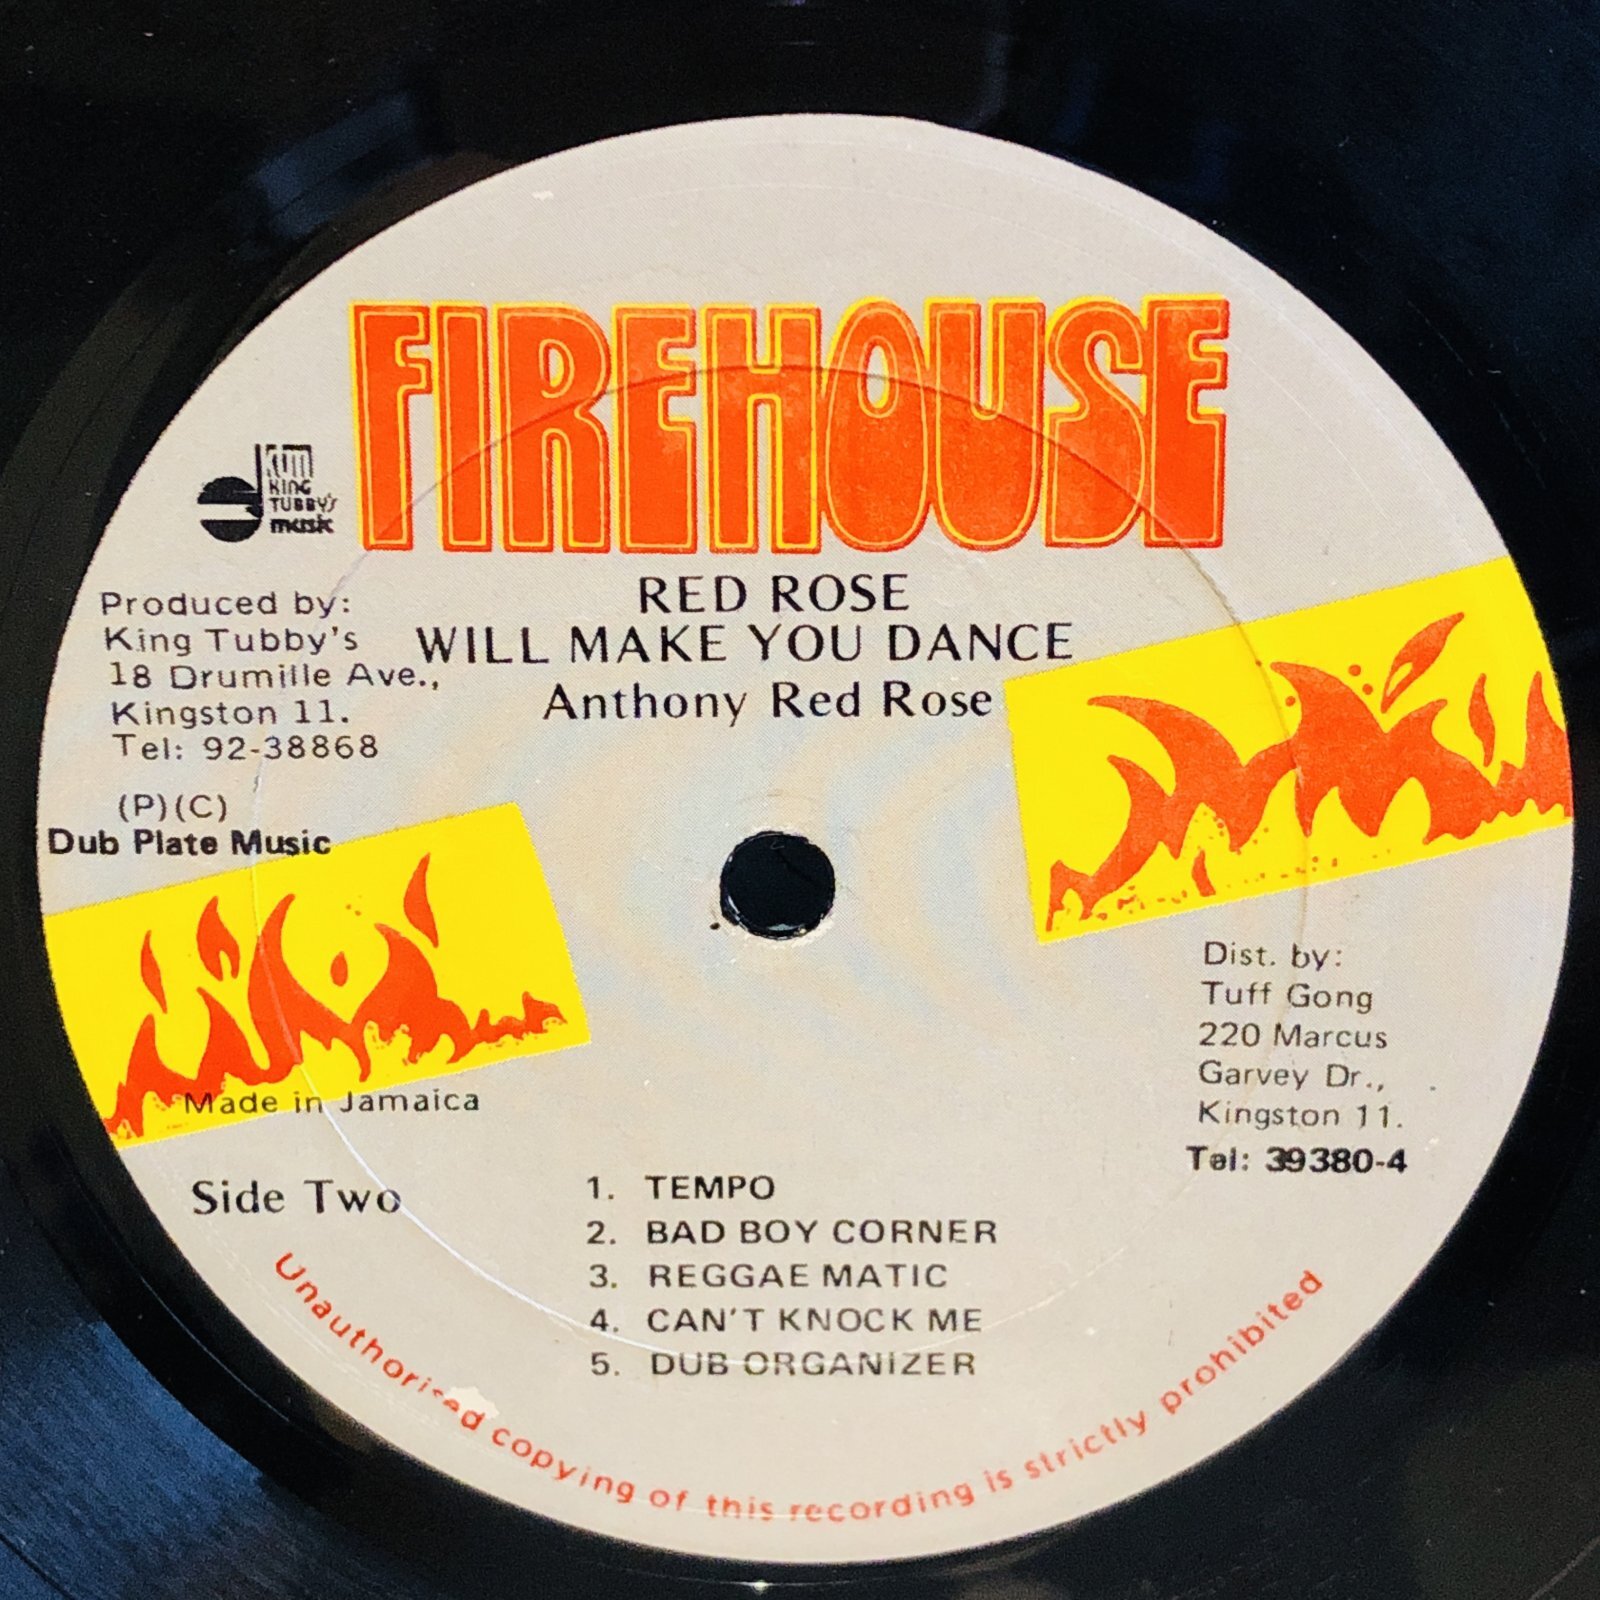 FIREHOUSE
KING
TUBBY'S
music
RED ROSE
WILL MAKE YOU DANCE
Anthony Red Rose
Produced by:
King Tubby's
18 Drumille Ave.,
Kingston 11.
Tel: 92-38868
(P)(C)
Dub Plate Music
Made in Jamaica
Dist. by:
Tuff Gong
220 Marcus
Garvey Dr.,
Kingston 11.
Tel: 39380-4
Side Two
1. TEMPO
2. BAD BOY CORNER
3. REGGAE MATIC
4. CAN'T KNOCK ME
5. DUB ORGANIZER
Unauthorised copying of this recording is strictly prohibited